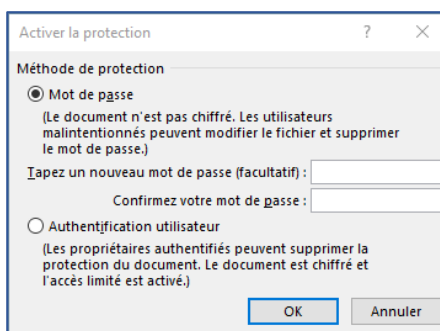 Activer la protection ? ×
Méthode de protection
Mot de passe
(Le document n'est pas chiffré. Les utilisateurs
malintentionnés peuvent modifier le fichier et supprimer
le mot de passe.)
Tapez un nouveau mot de passe (facultatif) :
Confirmez votre mot de passe :
Authentification utilisateur
(Les propriétaires authentifiés peuvent supprimer la
protection du document. Le document est chiffré et
l'accès limité est activé.)
OK Annuler